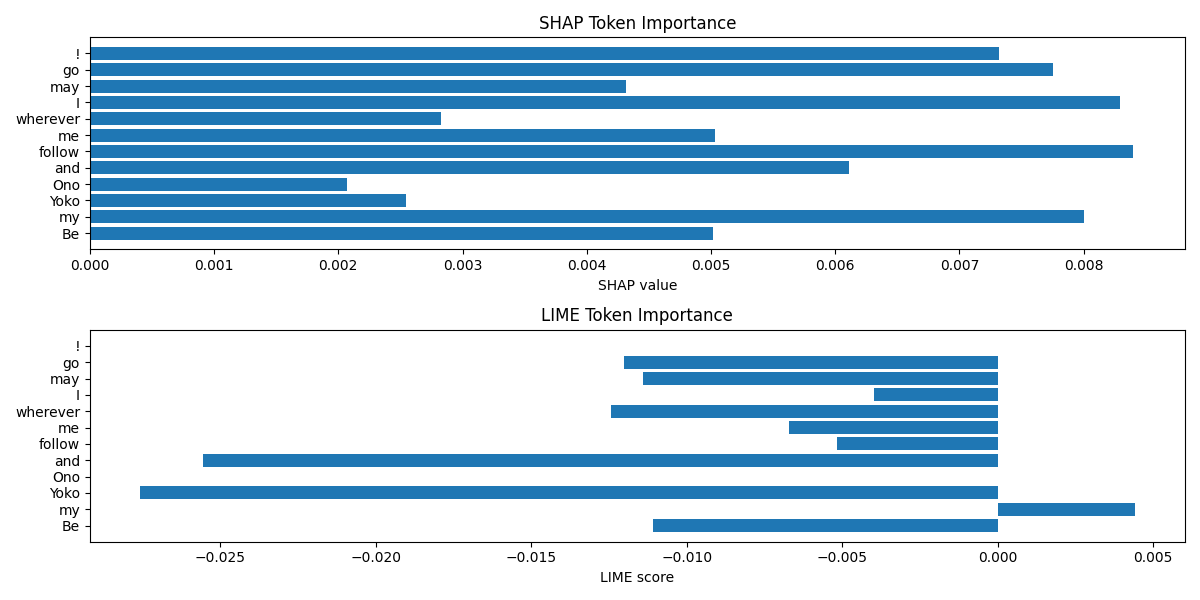 SHAP Token Importance
!
go
may
I
wherever
me
follow
and
Ono
Yoko
my
Be
0.000 0.001 0.002 0.003 0.004 0.005 0.006 0.007 0.008
SHAP value
LIME Token Importance
!
go
may
I
wherever
me
follow
and
Ono
Yoko
my
Be
−0.025 −0.020 −0.015 −0.010 −0.005 0.000 0.005
LIME score